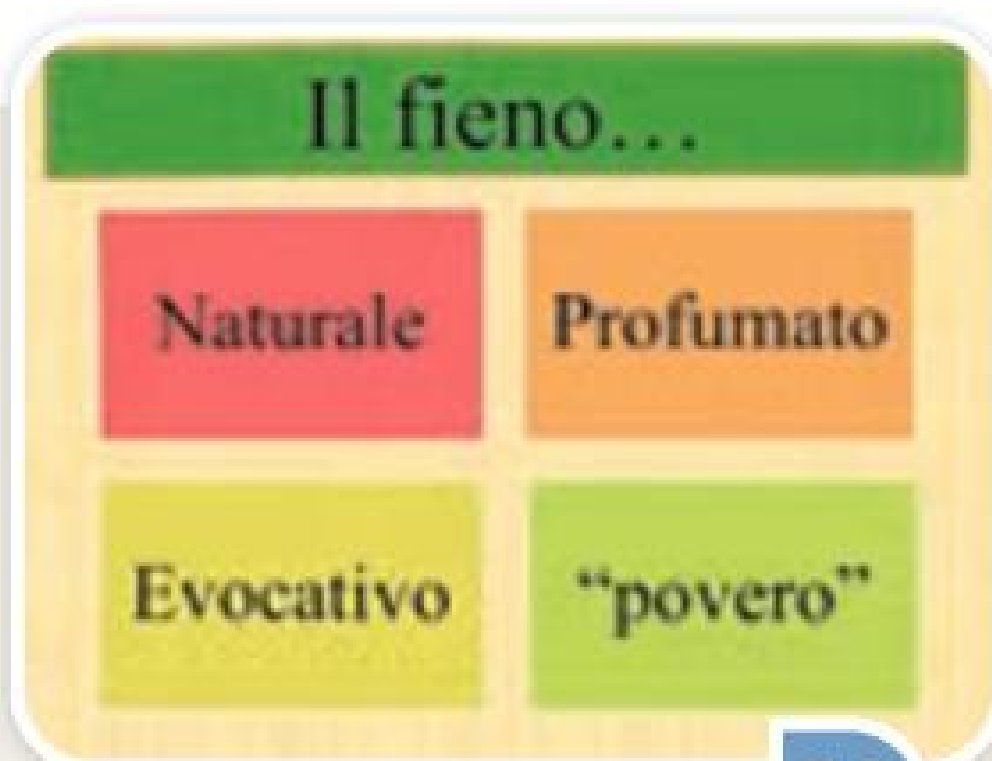 Il fieno...
Naturale
Profumato
Evocativo
“povero”